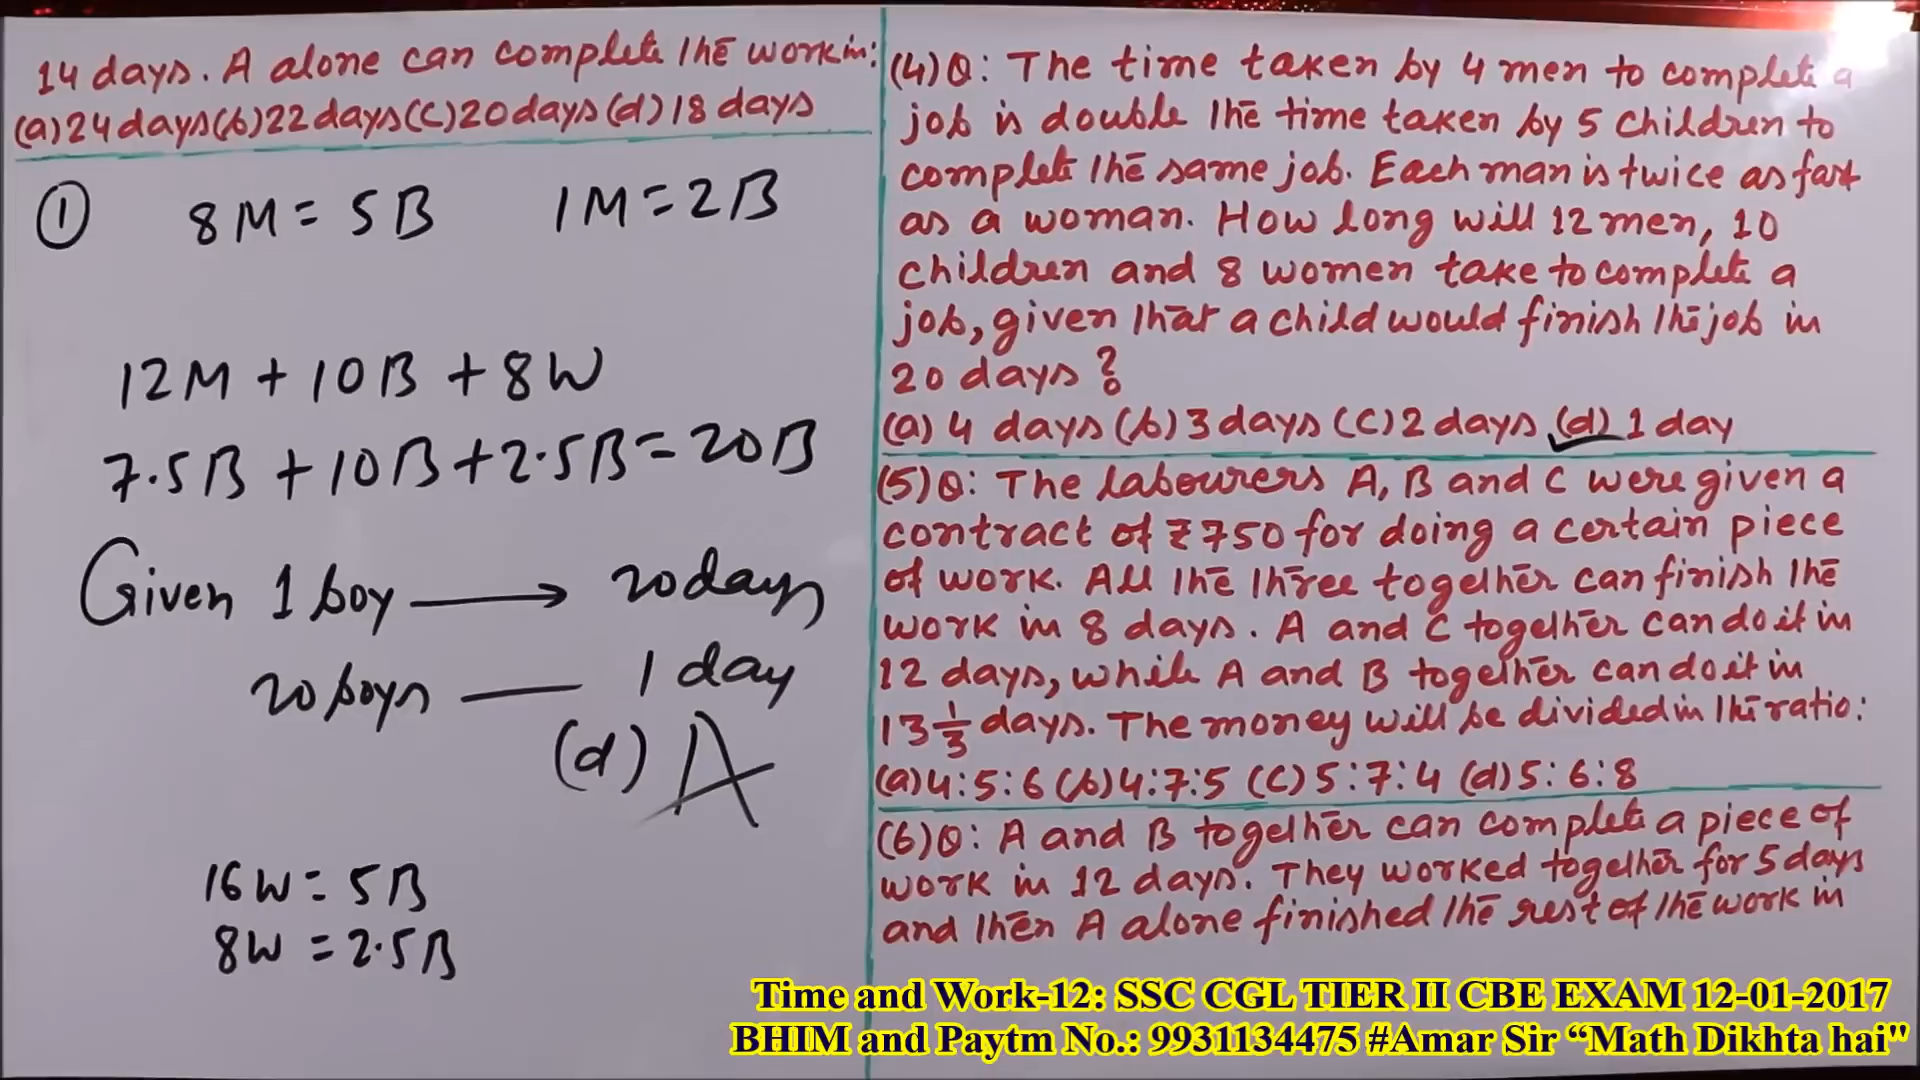 14 days. A alone can complete the work in:
(a) 24 days (b) 22 days (c) 20 days (d) 18 days
① 8M = 5B 1M = 2B
12M + 10B + 8W
7.5B + 10B + 2.5B = 20B
Given 1 boy → 20 days
20 boys — 1 day
(d) A
16W = 5B
8W = 2.5B
(4) Q: The time taken by 4 men to complete a
job is double the time taken by 5 children to
complete the same job. Each man is twice as fast
as a woman. How long will 12 men, 10
children and 8 women take to complete a
job, given that a child would finish the job in
20 days?
(a) 4 days (b) 3 days (c) 2 days (d) 1 day
(5) Q: The labourers A, B and C were given a
contract of ₹750 for doing a certain piece
of work. All the three together can finish the
work in 8 days. A and C together can do it in
12 days, while A and B together can do it in
13 1/3 days. The money will be divided in the ratio:
(a) 4:5:6 (b) 4:7:5 (c) 5:7:4 (d) 5:6:8
(6) Q: A and B together can complete a piece of
work in 12 days. They worked together for 5 days
and then A alone finished the rest of the work in
Time and Work-12: SSC CGL TIER II CBE EXAM 12-01-2017
BHIM and Paytm No.: 9931134475 #Amar Sir “Math Dikhta hai"